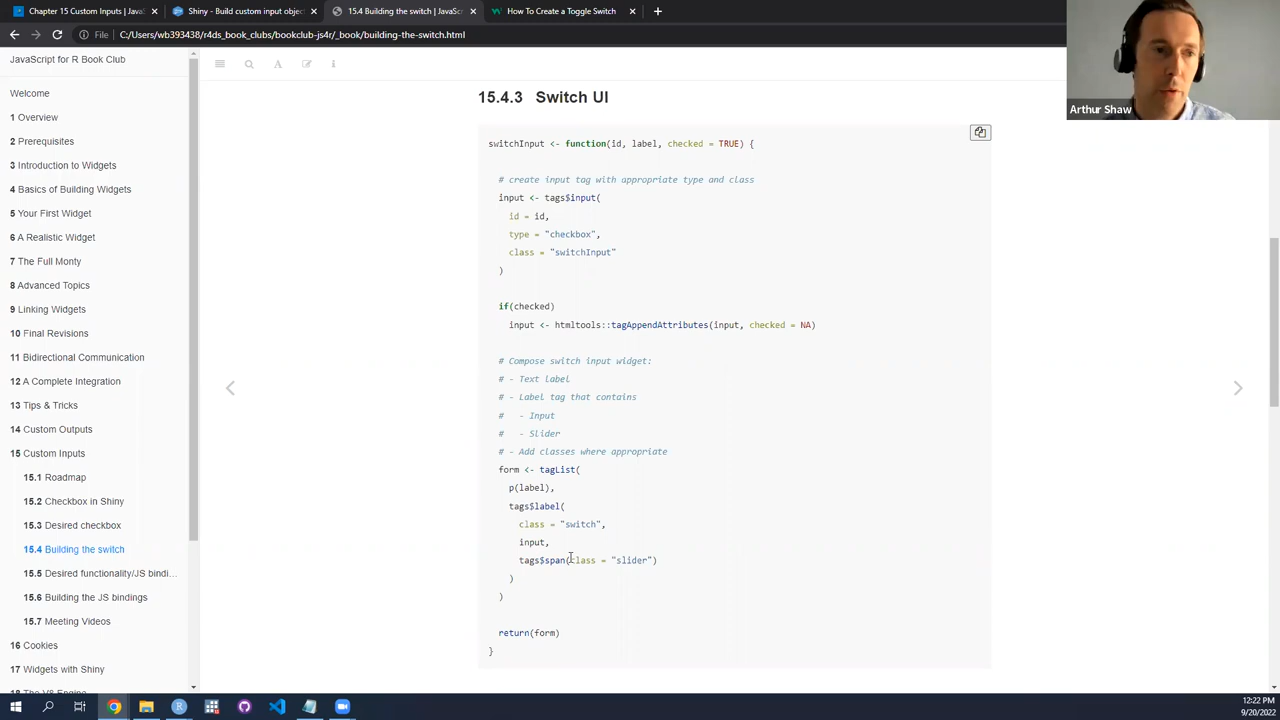 Chapter 15 Custom Inputs | Java
Shiny - Build custom input objec
15.4 Building the switch | JavaScr
How To Create a Toggle Switch
File
C:/Users/wb393438/r4ds_book_clubs/bookclub-js4r/_book/building-the-switch.html
Arthur Shaw
JavaScript for R Book Club
Welcome
1 Overview
2 Prerequisites
3 Introduction to Widgets
4 Basics of Building Widgets
5 Your First Widget
6 A Realistic Widget
7 The Full Monty
8 Advanced Topics
9 Linking Widgets
10 Final Revisions
11 Bidirectional Communication
12 A Complete Integration
13 Tips & Tricks
14 Custom Outputs
15 Custom Inputs
15.1 Roadmap
15.2 Checkbox in Shiny
15.3 Desired checkbox
15.4 Building the switch
15.5 Desired functionality/JS bindi...
15.6 Building the JS bindings
15.7 Meeting Videos
16 Cookies
17 Widgets with Shiny
18 The V8 Engine
15.4.3 Switch UI
switchInput <- function(id, label, checked = TRUE) {
# create input tag with appropriate type and class
input <- tags$input(
id = id,
type = "checkbox",
class = "switchInput"
)
if(checked)
input <- htmltools::tagAppendAttributes(input, checked = NA)
# Compose switch input widget:
# - Text label
# - Label tag that contains
#   - Input
#   - Slider
# - Add classes where appropriate
form <- tagList(
p(label),
tags$label(
class = "switch",
input,
tags$span(class = "slider")
)
)
return(form)
}
12:22 PM
9/20/2022